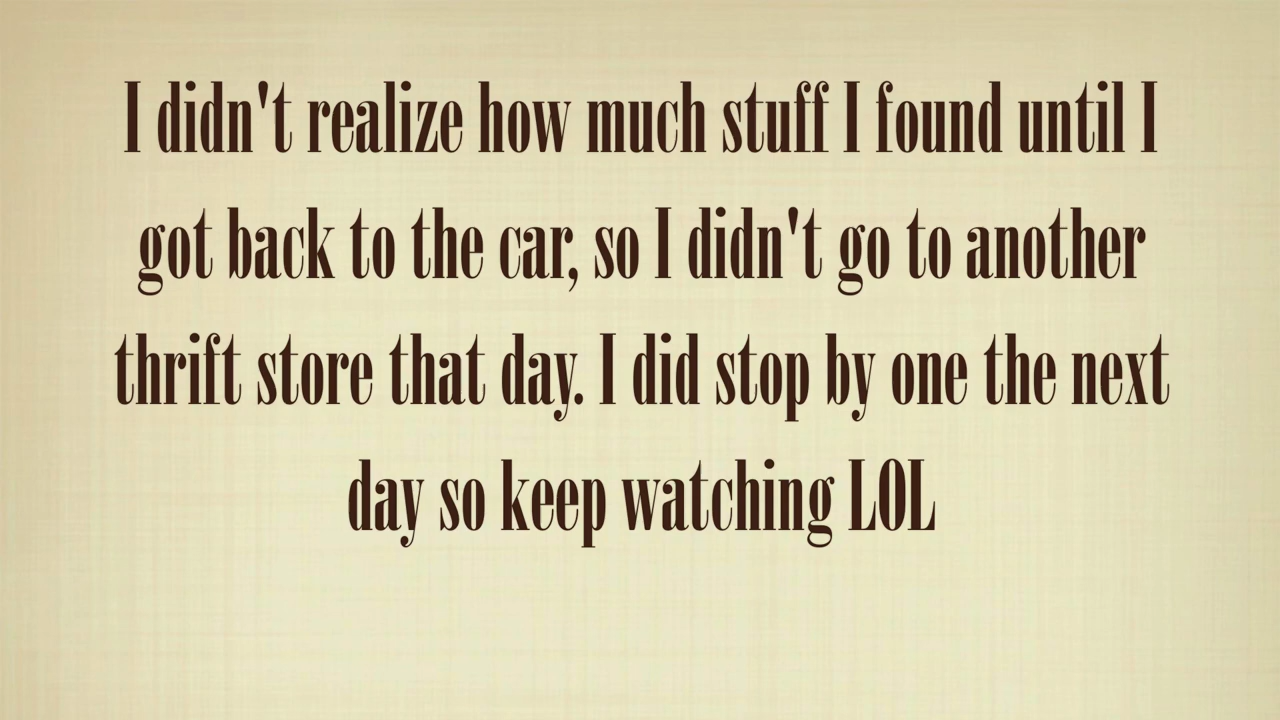 I didn't realize how much stuff I found until I
got back to the car, so I didn't go to another
thrift store that day. I did stop by one the next
day so keep watching LOL